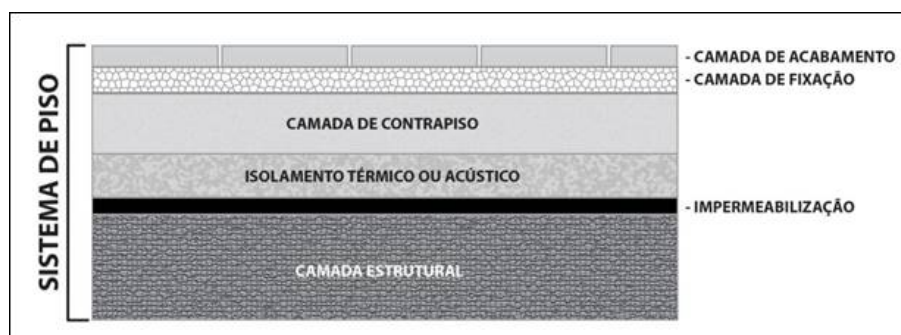 SISTEMA DE PISO
- CAMADA DE ACABAMENTO
- CAMADA DE FIXAÇÃO
CAMADA DE CONTRAPISO
ISOLAMENTO TÉRMICO OU ACÚSTICO
- IMPERMEABILIZAÇÃO
CAMADA ESTRUTURAL